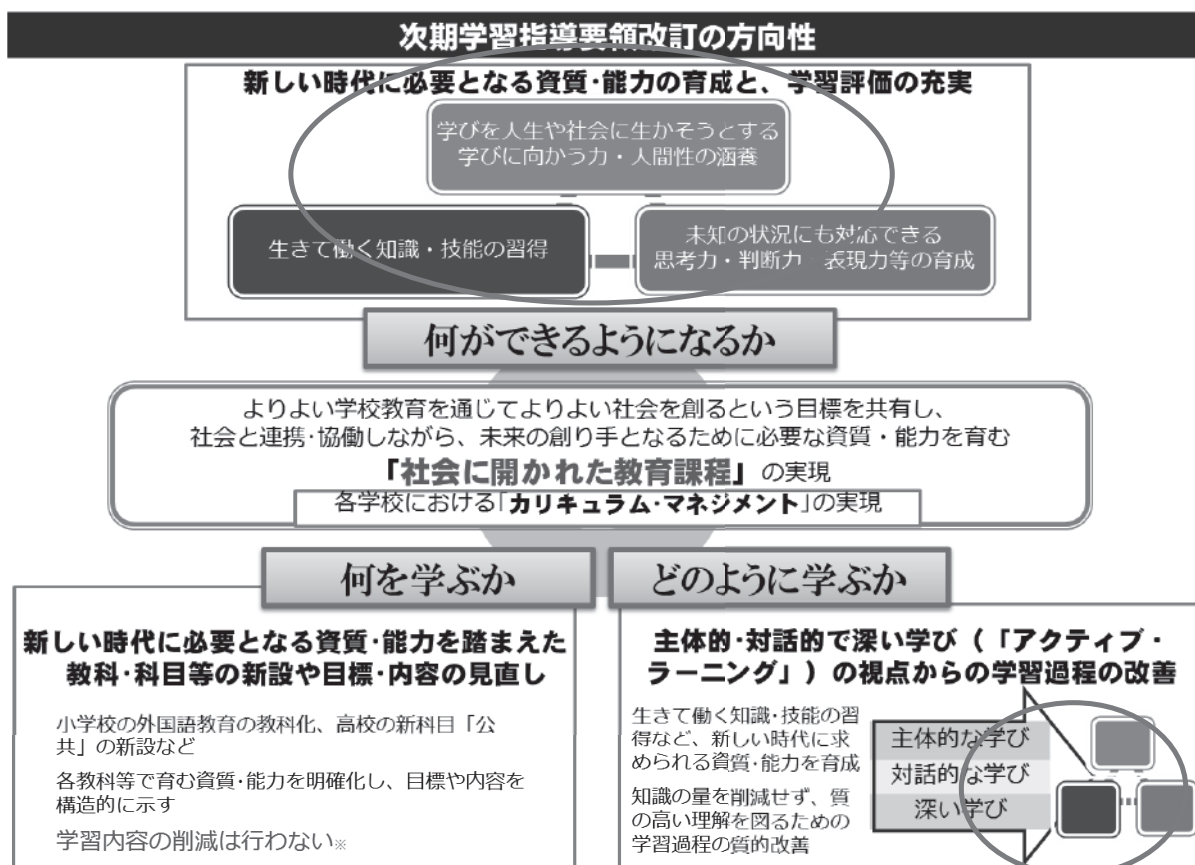 次期学習指導要領改訂の方向性
新しい時代に必要となる資質･能力の育成と、学習評価の充実
学びを人生や社会に生かそうとする
学びに向かう力・人間性の涵養
生きて働く知識・技能の習得
未知の状況にも対応できる
思考力・判断力 表現力等の育成
何ができるようになるか
よりよい学校教育を通じてよりよい社会を創るという目標を共有し、
社会と連携･協働しながら、未来の創り手となるために必要な資質・能力を育む
「社会に開かれた教育課程」の実現
各学校における「カリキュラム･マネジメント」の実現
何を学ぶか
新しい時代に必要となる資質･能力を踏まえた
教科･科目等の新設や目標･内容の見直し
小学校の外国語教育の教科化、高校の新科目「公
共」の新設など
各教科等で育む資質･能力を明確化し、目標や内容を
構造的に示す
学習内容の削減は行わない※
どのように学ぶか
主体的･対話的で深い学び（「アクティブ・
ラーニング」）の視点からの学習過程の改善
生きて働く知識･技能の習
得など、新しい時代に求
められる資質･能力を育成
知識の量を削減せず、質
の高い理解を図るための
学習過程の質的改善
主体的な学び
対話的な学び
深い学び